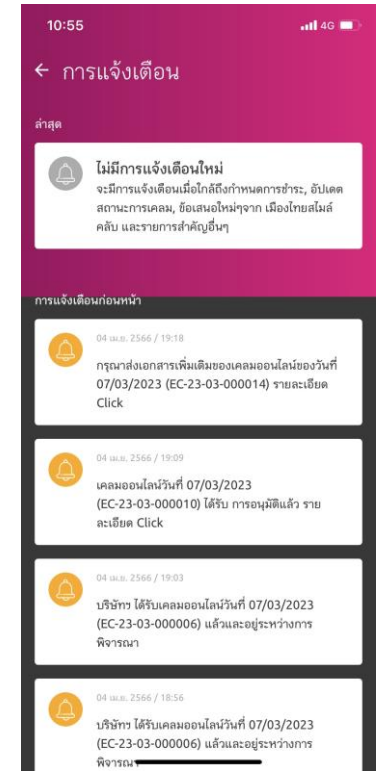 10:55 4G
← การแจ้งเตือน
ล่าสุด
ไม่มีการแจ้งเตือนใหม่
จะมีการแจ้งเตือนเมื่อใกล้ถึงกำหนดการชำระ, อัปเดต
สถานะการเคลม, ข้อเสนอใหม่ๆจาก เมืองไทยสไมล์
คลับ และรายการสำคัญอื่นๆ
การแจ้งเตือนก่อนหน้า
04 เม.ย. 2566 / 19:18
กรุณาส่งเอกสารเพิ่มเติมของเคลมออนไลน์ของวันที่
07/03/2023 (EC-23-03-000014) รายละเอียด
Click
04 เม.ย. 2566 / 19:09
เคลมออนไลน์วันที่ 07/03/2023
(EC-23-03-000010) ได้รับ การอนุมัติแล้ว ราย
ละเอียด Click
04 เม.ย. 2566 / 19:03
บริษัทฯ ได้รับเคลมออนไลน์วันที่ 07/03/2023
(EC-23-03-000006) แล้วและอยู่ระหว่างการ
พิจารณา
04 เม.ย. 2566 / 18:56
บริษัทฯ ได้รับเคลมออนไลน์วันที่ 07/03/2023
(EC-23-03-000006) แล้วและอยู่ระหว่างการ
พิจารณา